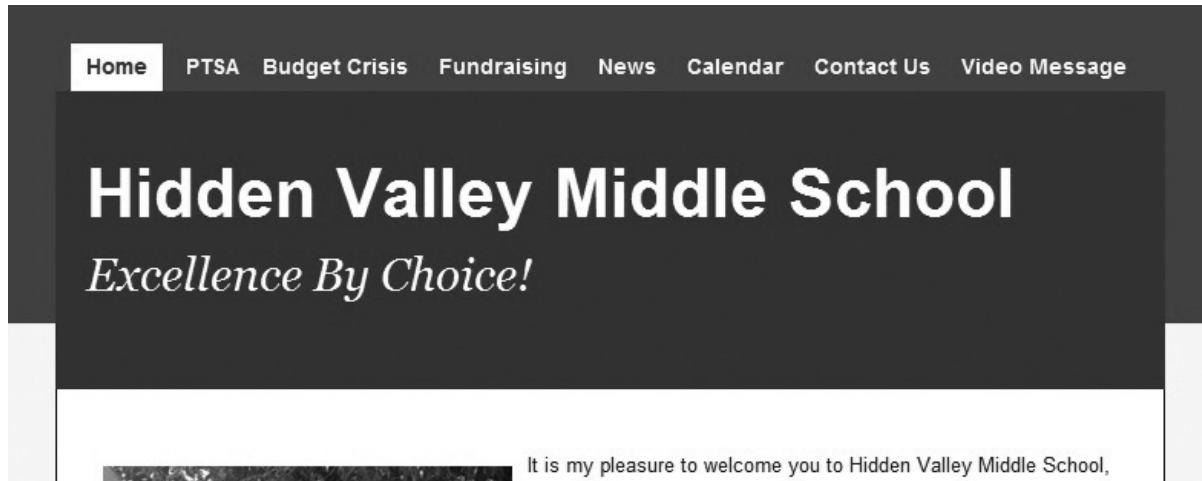 Home PTSA Budget Crisis Fundraising News Calendar Contact Us Video Message
Hidden Valley Middle School
Excellence By Choice!
It is my pleasure to welcome you to Hidden Valley Middle School,